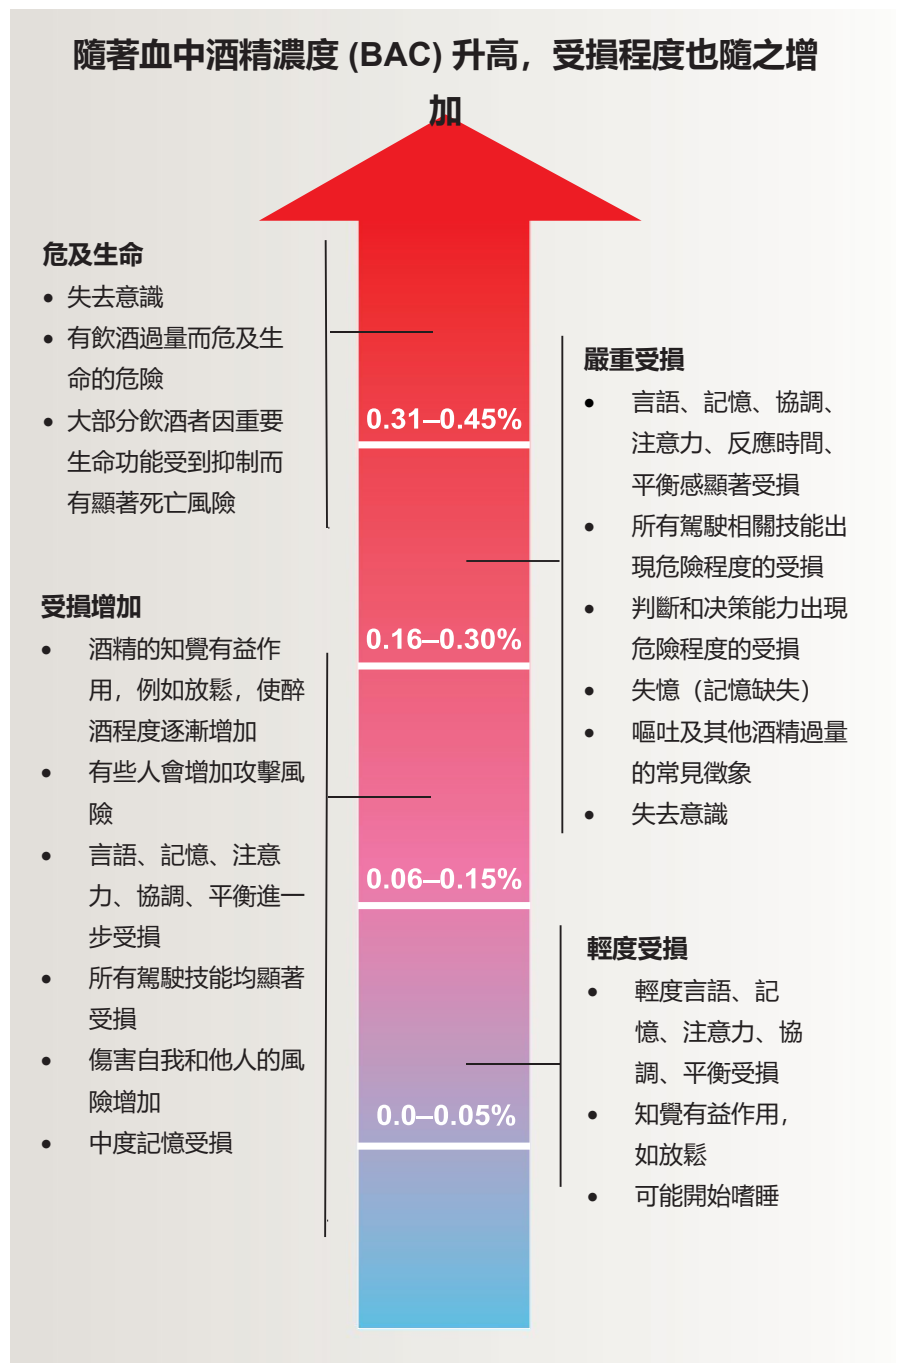 隨著血中酒精濃度 (BAC) 升高，受損程度也隨之增
加
危及生命
• 失去意識
• 有飲酒過量而危及生
命的危險
• 大部分飲酒者因重要
生命功能受到抑制而
有顯著死亡風險
0.31–0.45%
嚴重受損
• 言語、記憶、協調、
注意力、反應時間、
平衡感顯著受損
• 所有駕駛相關技能出
現危險程度的受損
• 判斷和決策能力出現
危險程度的受損
• 失憶（記憶缺失）
• 嘔吐及其他酒精過量
的常見徵象
• 失去意識
0.16–0.30%
受損增加
• 酒精的知覺有益作
用，例如放鬆，使醉
酒程度逐漸增加
• 有些人會增加攻擊風
險
• 言語、記憶、注意
力、協調、平衡進一
步受損
• 所有駕駛技能均顯著
受損
• 傷害自我和他人的風
險增加
• 中度記憶受損
0.06–0.15%
輕度受損
• 輕度言語、記
憶、注意力、協
調、平衡受損
• 知覺有益作用，
如放鬆
• 可能開始嗜睡
0.0–0.05%